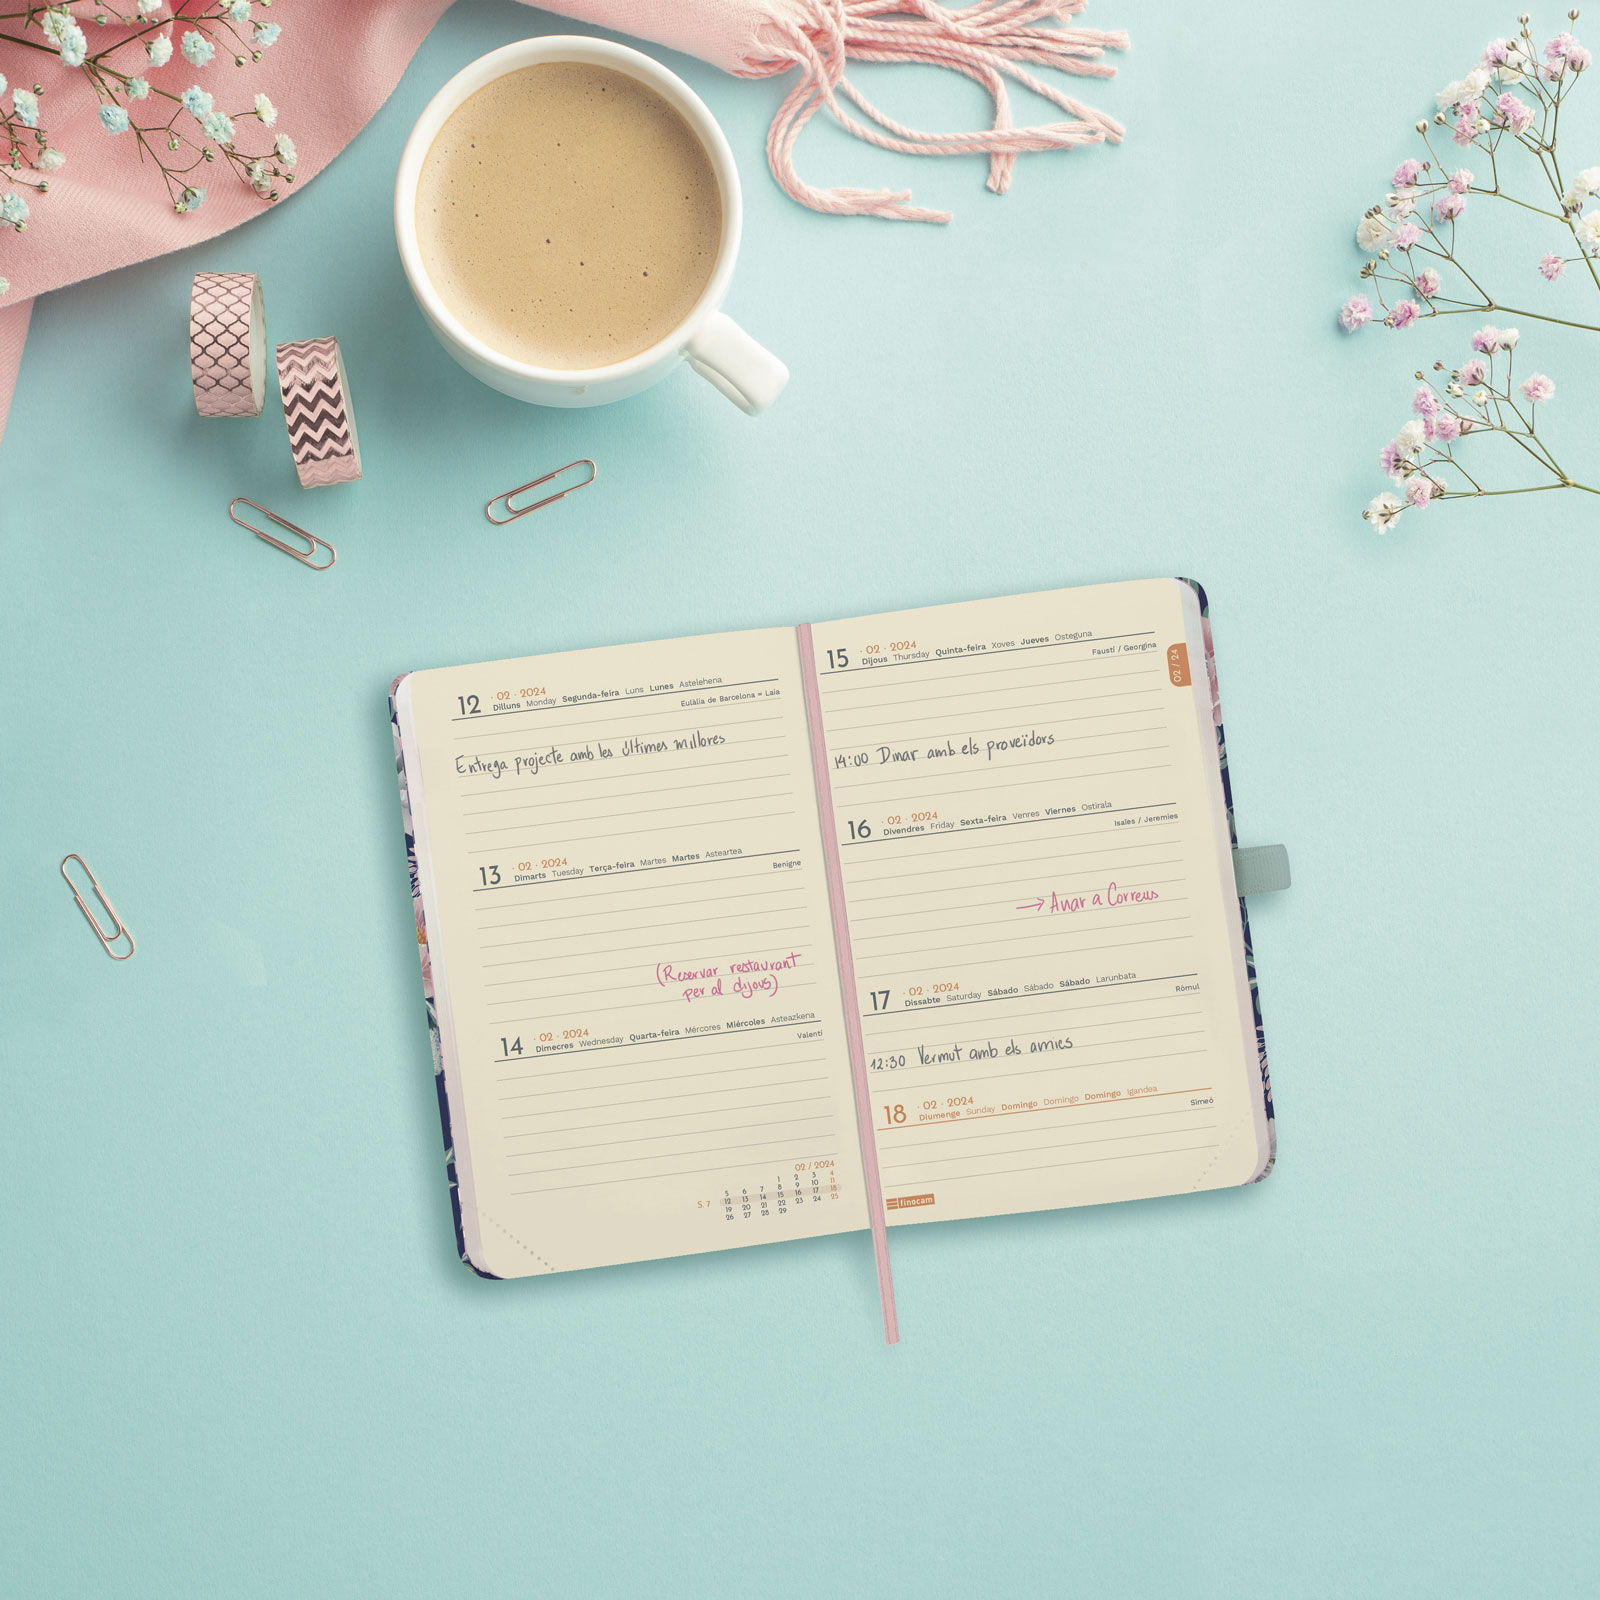 12 · 02 · 2024
Dilluns Monday Segunda-feira Luns Lunes Astelehena
Eulàlia de Barcelona = Laia
Entrega projecte amb les últimes millores
13 · 02 · 2024
Dimarts Tuesday Terça-feira Martes Martes Asteartea
Benigne
(Reservar restaurant
per al dijous)
14 · 02 · 2024
Dimecres Wednesday Quarta-feira Mércores Miércoles Asteazkena
Valentí
02 / 2024
1 2 3 4
5 6 7 8 9 10 11
S. 7 12 13 14 15 16 17 18
19 20 21 22 23 24 25
26 27 28 29
15 · 02 · 2024
Dijous Thursday Quinta-feira Xoves Jueves Osteguna
Faustí / Georgina
02 / 24
14:00 Dinar amb els proveïdors
16 · 02 · 2024
Divendres Friday Sexta-feira Venres Viernes Ostirala
Isaïes / Jeremies
→ Anar a Correus
17 · 02 · 2024
Dissabte Saturday Sábado Sábado Sábado Larunbata
Ròmul
12:30 Vermut amb els amics
18 · 02 · 2024
Diumenge Sunday Domingo Domingo Domingo Igandea
Simeó
finocam